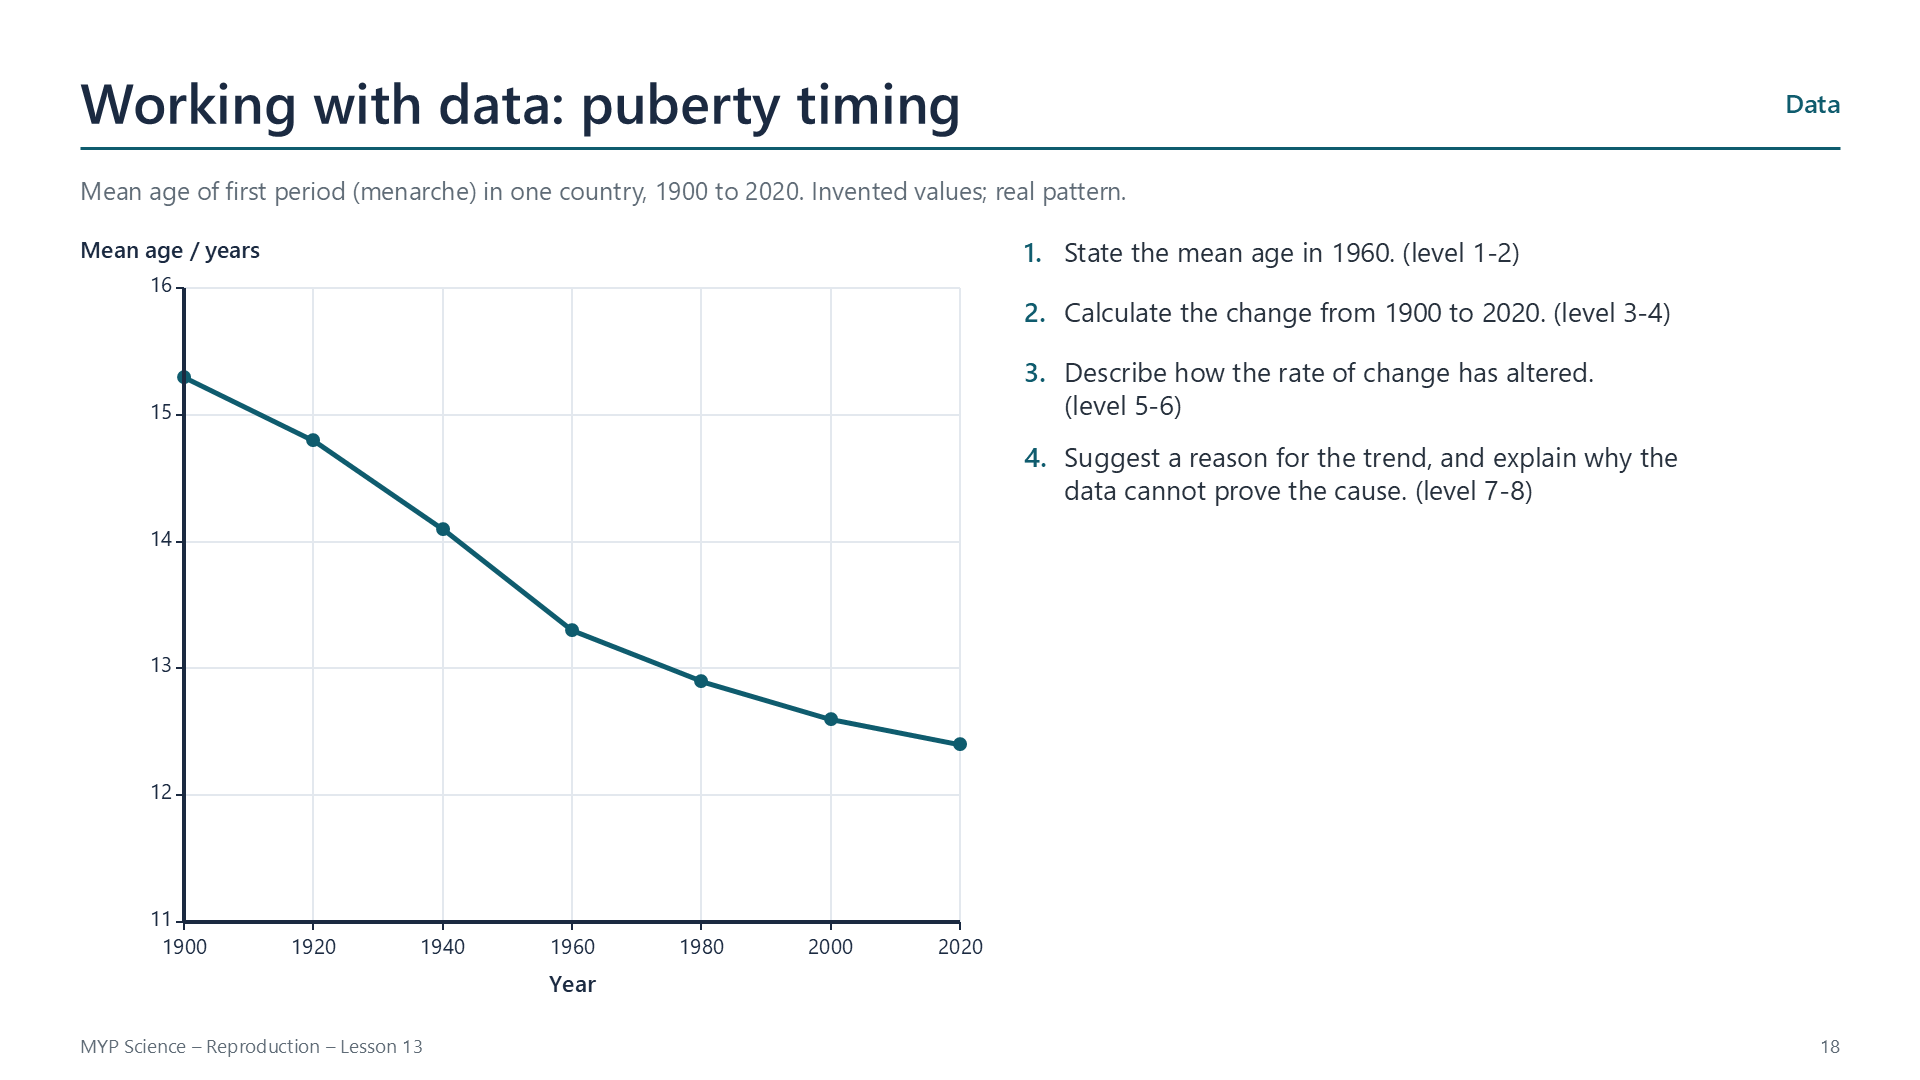 Working with data: puberty timing
Data
Mean age of first period (menarche) in one country, 1900 to 2020. Invented values; real pattern.
Mean age / years
16
15
14
13
12
11
1900 1920 1940 1960 1980 2000 2020
Year
1. State the mean age in 1960. (level 1-2)
2. Calculate the change from 1900 to 2020. (level 3-4)
3. Describe how the rate of change has altered.
(level 5-6)
4. Suggest a reason for the trend, and explain why the
data cannot prove the cause. (level 7-8)
MYP Science – Reproduction – Lesson 13
18